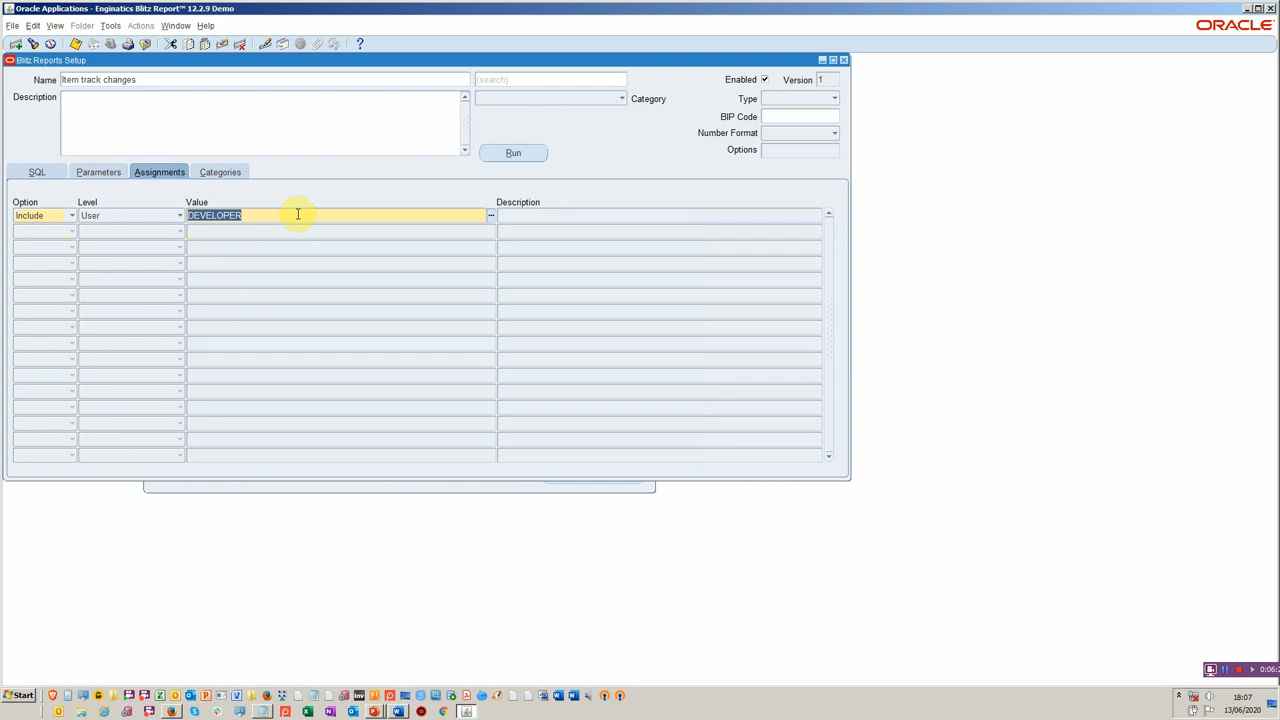 Oracle Applications - Enginatics Blitz Report™ 12.2.9 Demo
File Edit View Folder Tools Actions Window Help
ORACLE
Blitz Reports Setup
Name Item track changes (search) Enabled Version 1
Description Category Type
BIP Code
Number Format
Options
Run
SQL Parameters Assignments Categories
Option Level Value Description
Include User DEVELOPER
Start
18:07
13/06/2020